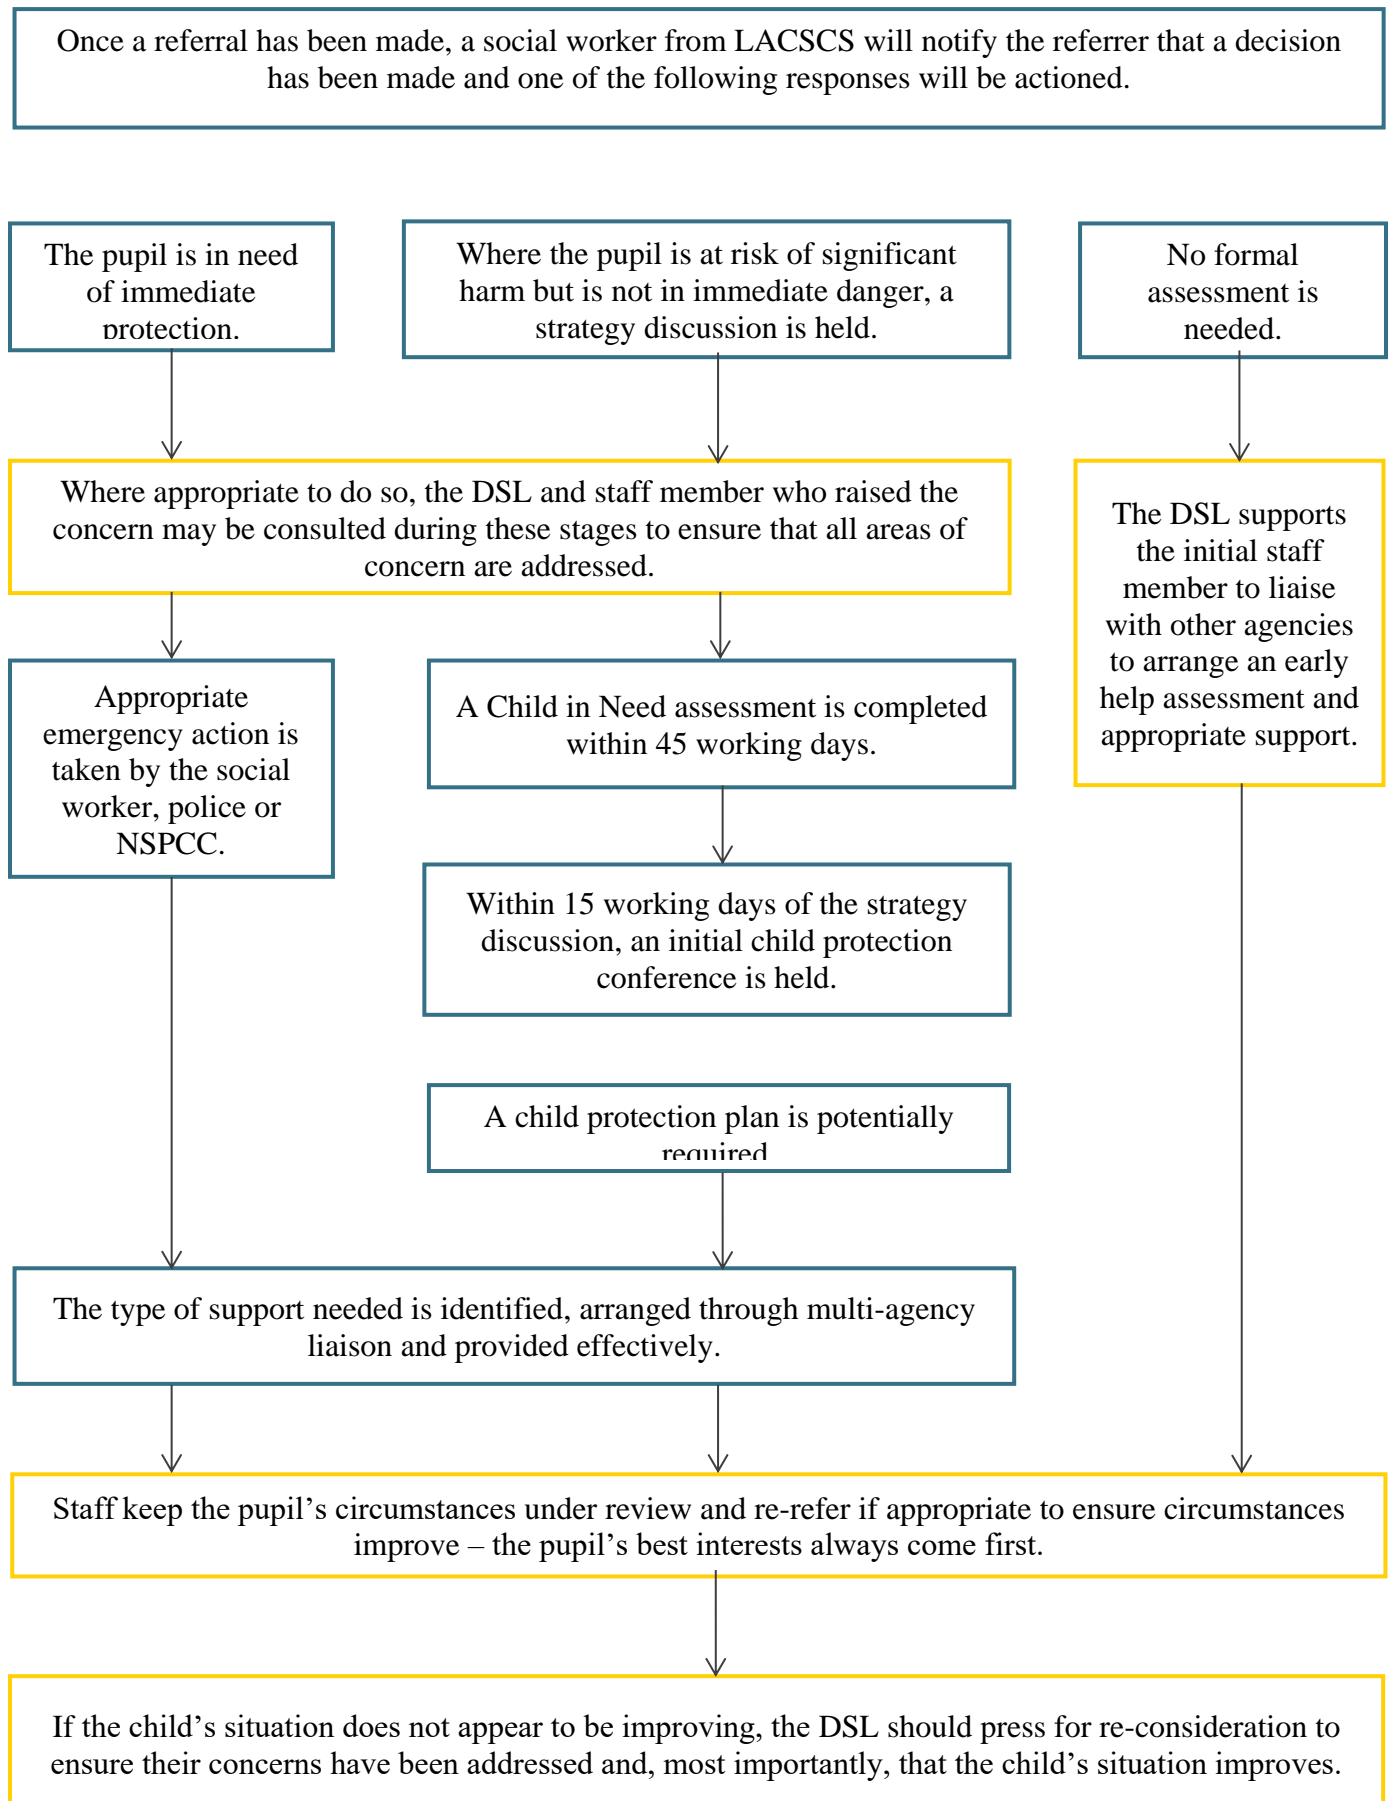 Once a referral has been made, a social worker from LACSCS will notify the referrer that a decision
has been made and one of the following responses will be actioned.
The pupil is in need
of immediate
protection.
Where the pupil is at risk of significant
harm but is not in immediate danger, a
strategy discussion is held.
No formal
assessment is
needed.
Where appropriate to do so, the DSL and staff member who raised the
concern may be consulted during these stages to ensure that all areas of
concern are addressed.
The DSL supports
the initial staff
member to liaise
with other agencies
to arrange an early
help assessment and
appropriate support.
Appropriate
emergency action is
taken by the social
worker, police or
NSPCC.
A Child in Need assessment is completed
within 45 working days.
Within 15 working days of the strategy
discussion, an initial child protection
conference is held.
A child protection plan is potentially
required
The type of support needed is identified, arranged through multi-agency
liaison and provided effectively.
Staff keep the pupil’s circumstances under review and re-refer if appropriate to ensure circumstances
improve – the pupil’s best interests always come first.
If the child’s situation does not appear to be improving, the DSL should press for re-consideration to
ensure their concerns have been addressed and, most importantly, that the child’s situation improves.